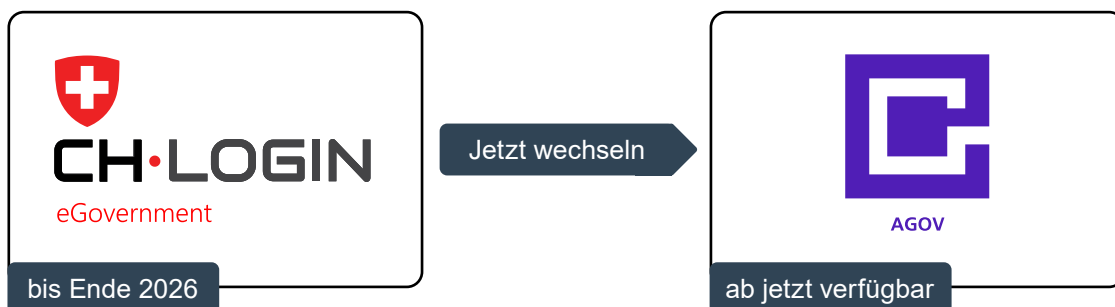 CH·LOGIN
eGovernment
bis Ende 2026
Jetzt wechseln
AGOV
ab jetzt verfügbar